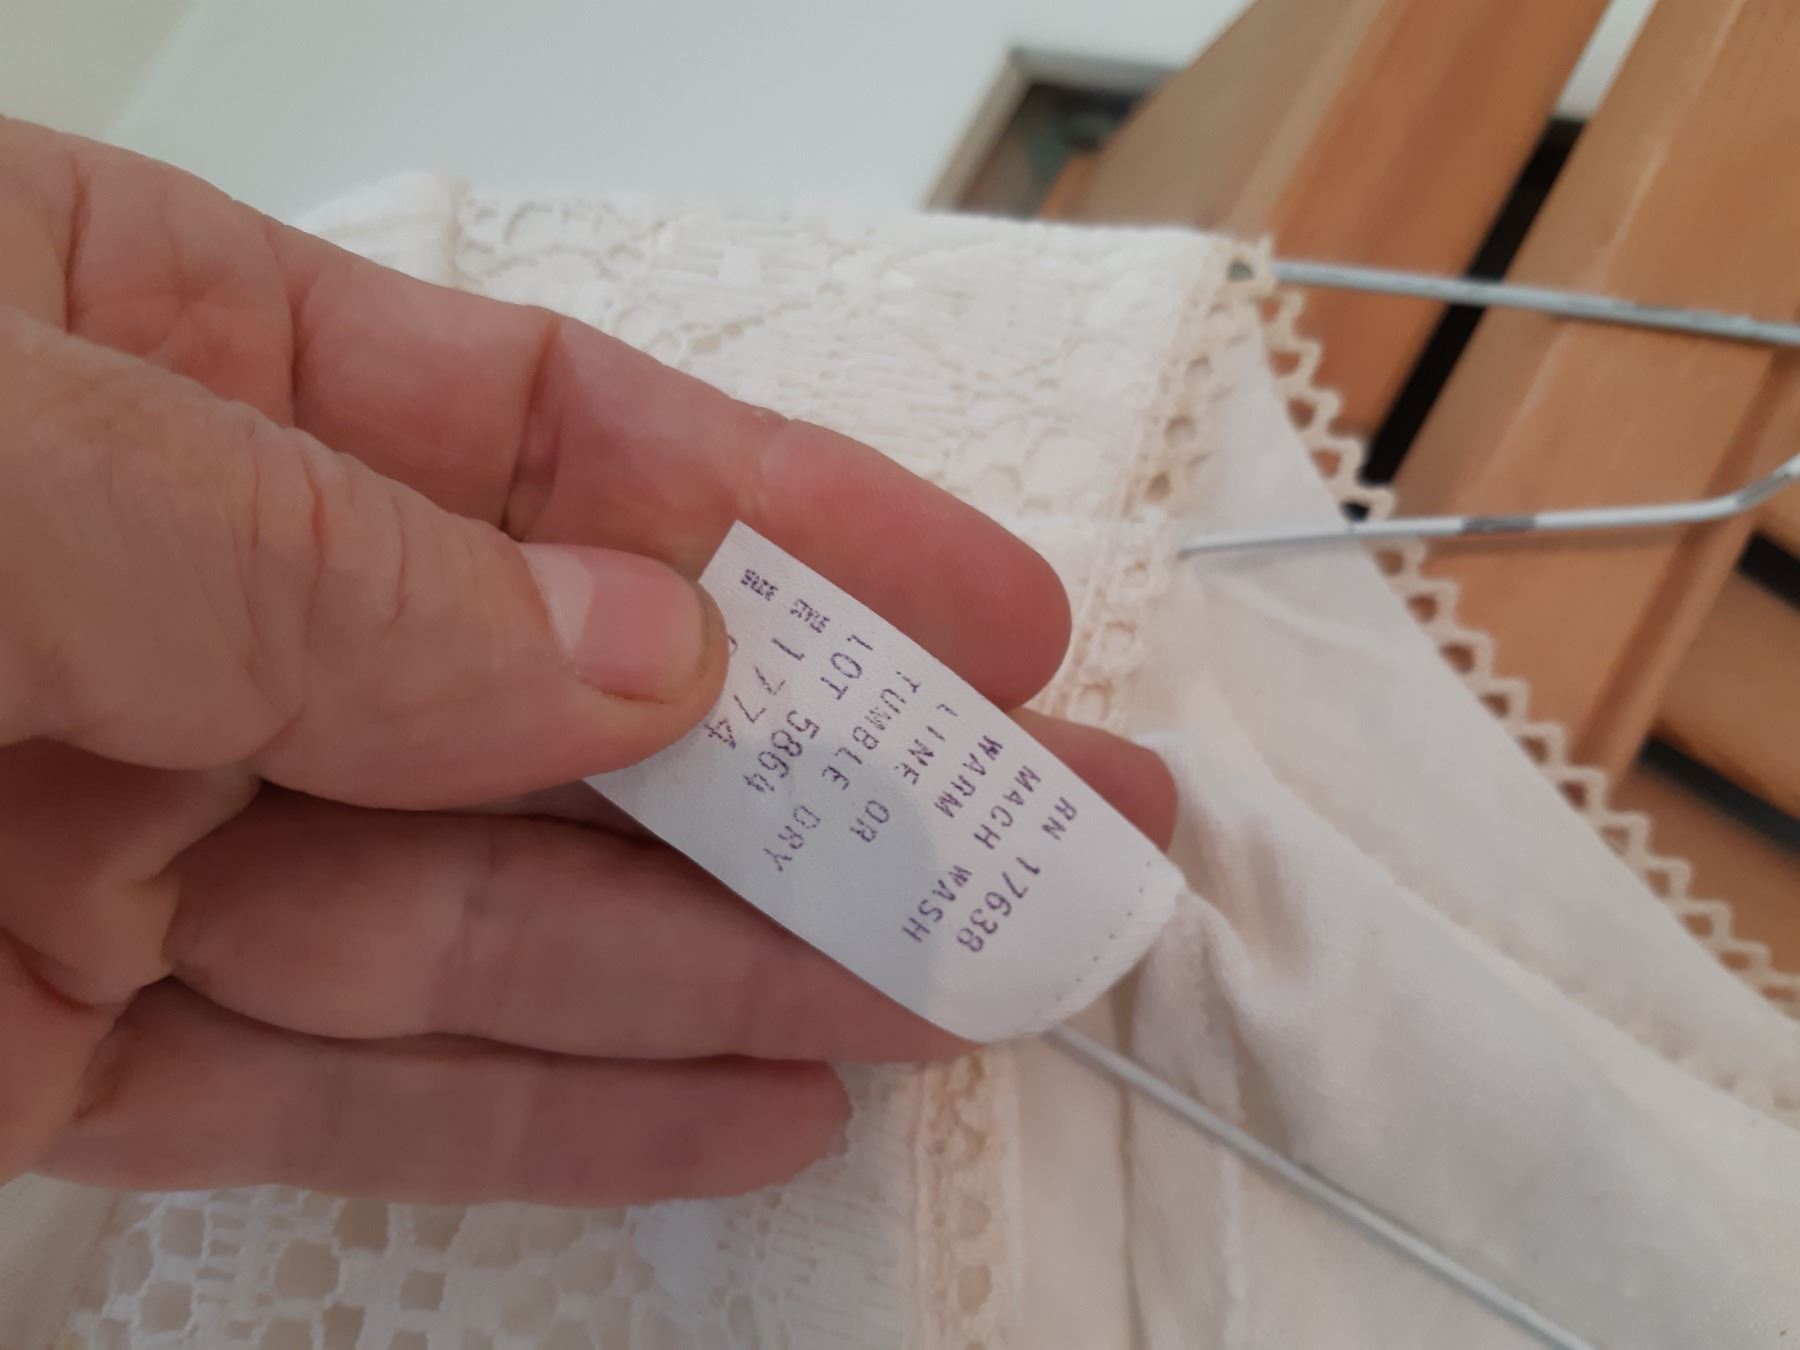 RN 17638
MACH WASH
WARM
LINE OR
TUMBLE DRY
LOT 5864
1774